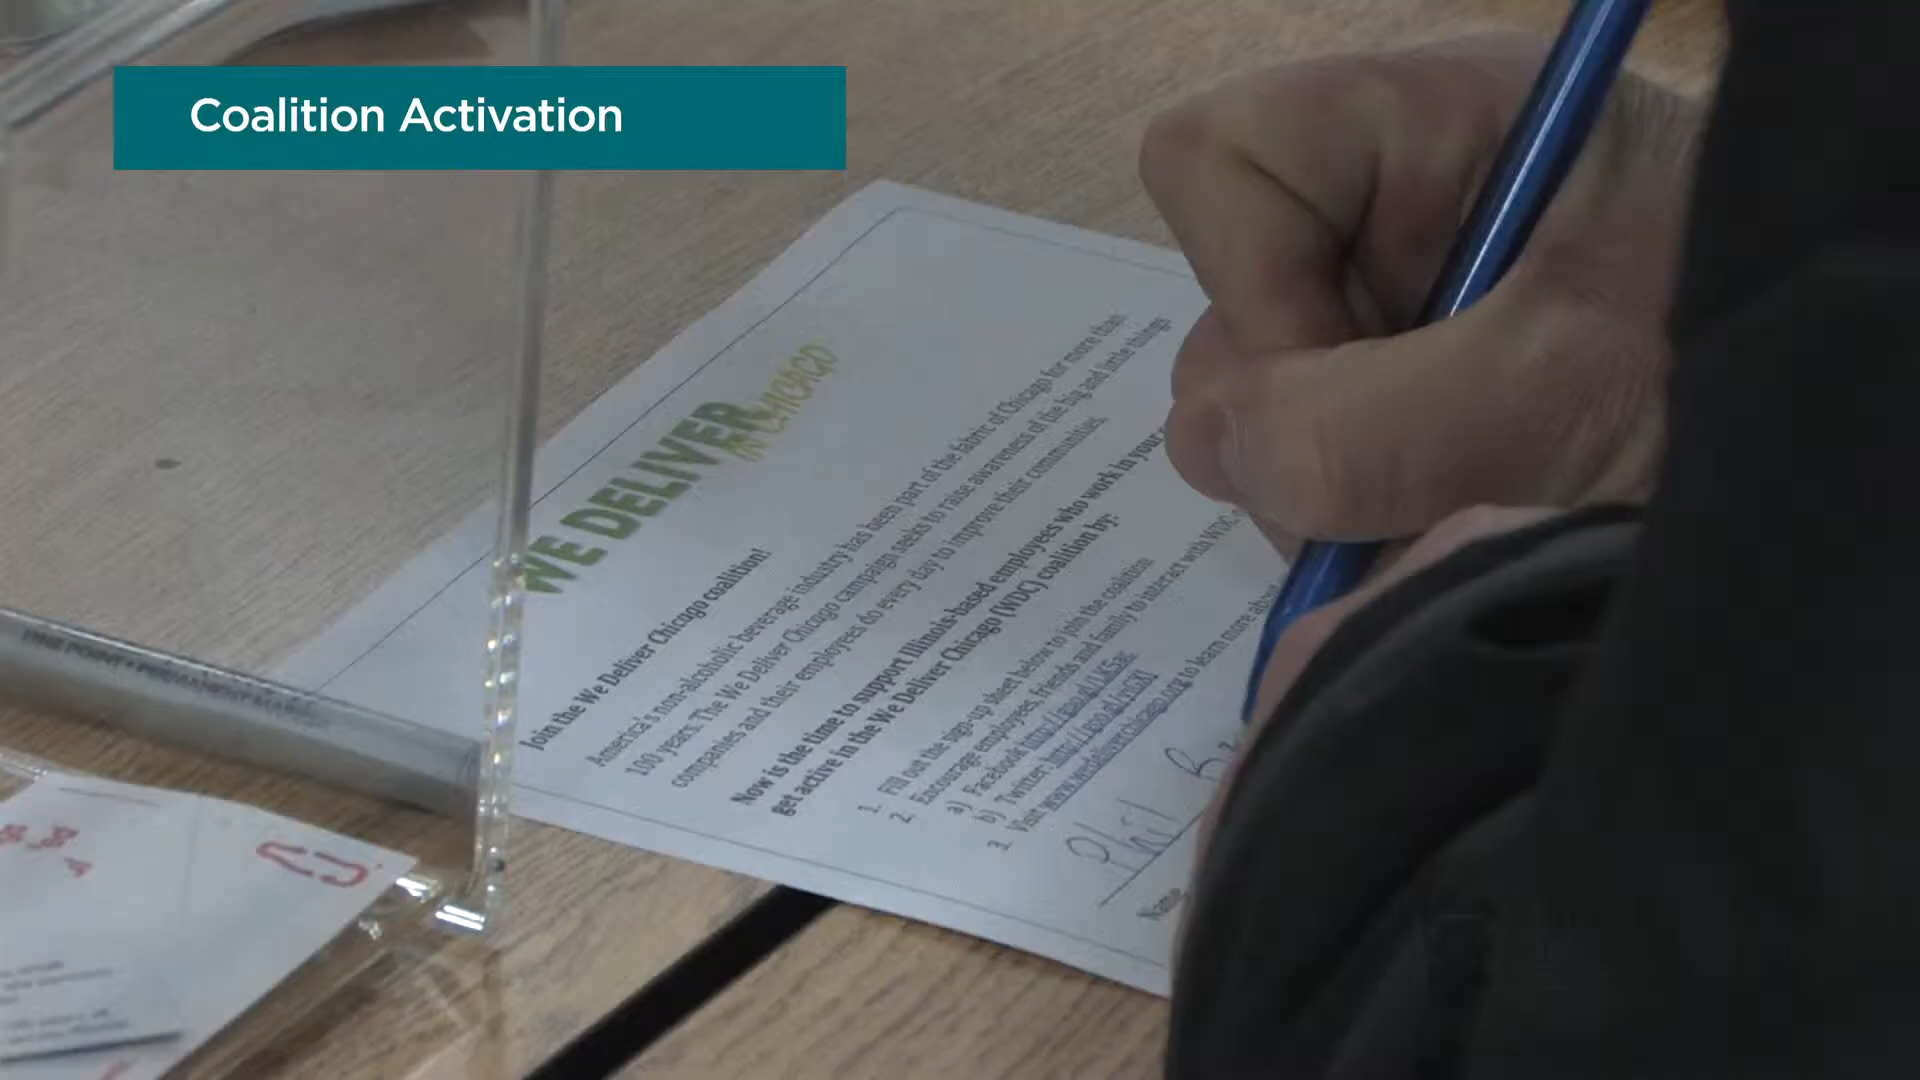 Coalition Activation
WE DELIVER
IN CHICAGO
Join the We Deliver Chicago coalition!
America's non-alcoholic beverage industry has been part of the fabric of Chicago for more than
100 years. The We Deliver Chicago campaign seeks to raise awareness of the big and little things
companies and their employees do every day to improve their communities.
Now is the time to support Illinois-based employees who work in your
get active in the We Deliver Chicago (WDC) coalition by:
1. Fill out the sign-up sheet below to join the coalition
2. Encourage employees, friends and family to interact with WDC
a) Facebook
b) Twitter:
3. Visit www.wedeliverchicago.org to learn more about
Phil
Name
FINE POINT • PERMANENT MARKER